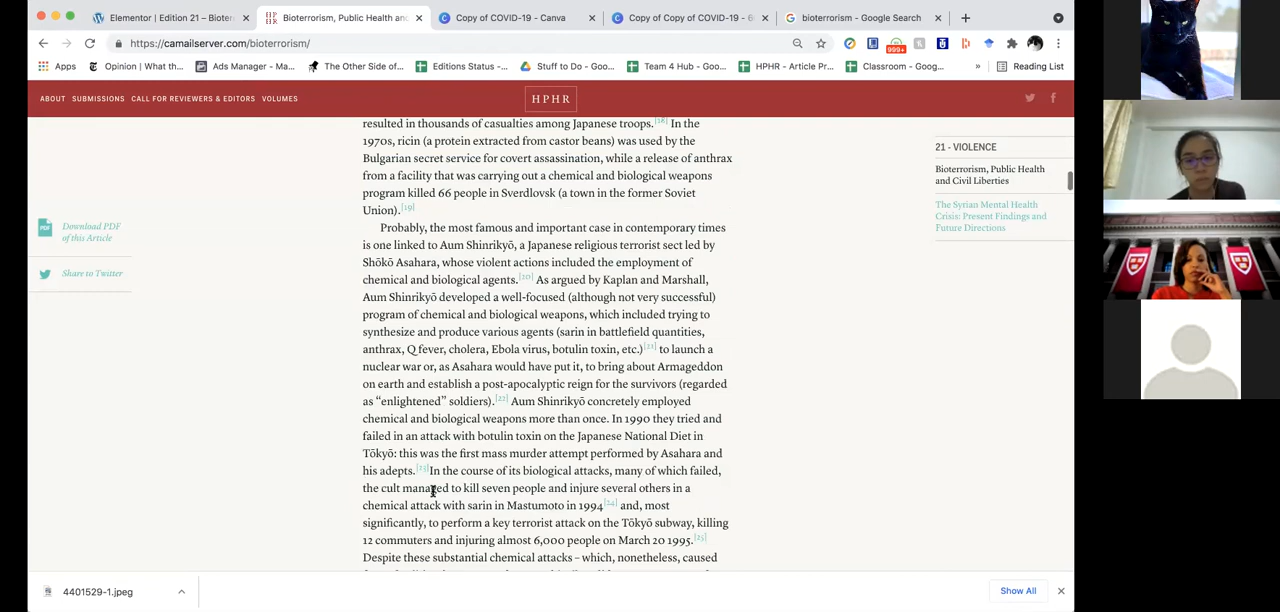 Elementor | Edition 21 – Bioter
Bioterrorism, Public Health and
Copy of COVID-19 - Canva
Copy of Copy of COVID-19 - 6
bioterrorism - Google Search
https://camailserver.com/bioterrorism/
999+
Apps
Opinion | What th...
Ads Manager - Ma...
The Other Side of...
Editions Status -...
Stuff to Do - Goo...
Team 4 Hub - Goo...
HPHR - Article Pr...
Classroom - Goog...
»
Reading List
ABOUT SUBMISSIONS CALL FOR REVIEWERS & EDITORS VOLUMES
HPHR
resulted in thousands of casualties among Japanese troops.[18] In the
1970s, ricin (a protein extracted from castor beans) was used by the
Bulgarian secret service for covert assassination, while a release of anthrax
from a facility that was carrying out a chemical and biological weapons
program killed 66 people in Sverdlovsk (a town in the former Soviet
Union).[19]
Probably, the most famous and important case in contemporary times
is one linked to Aum Shinrikyō, a Japanese religious terrorist sect led by
Shōkō Asahara, whose violent actions included the employment of
chemical and biological agents.[20] As argued by Kaplan and Marshall,
Aum Shinrikyō developed a well-focused (although not very successful)
program of chemical and biological weapons, which included trying to
synthesize and produce various agents (sarin in battlefield quantities,
anthrax, Q fever, cholera, Ebola virus, botulin toxin, etc.)[21] to launch a
nuclear war or, as Asahara would have put it, to bring about Armageddon
on earth and establish a post-apocalyptic reign for the survivors (regarded
as “enlightened” soldiers).[22] Aum Shinrikyō concretely employed
chemical and biological weapons more than once. In 1990 they tried and
failed in an attack with botulin toxin on the Japanese National Diet in
Tōkyō: this was the first mass murder attempt performed by Asahara and
his adepts.[23]In the course of its biological attacks, many of which failed,
the cult managed to kill seven people and injure several others in a
chemical attack with sarin in Mastumoto in 1994[24] and, most
significantly, to perform a key terrorist attack on the Tōkyō subway, killing
12 commuters and injuring almost 6,000 people on March 20 1995.[25]
Despite these substantial chemical attacks – which, nonetheless, caused
Download PDF
of this Article
Share to Twitter
21 - VIOLENCE
Bioterrorism, Public Health
and Civil Liberties
The Syrian Mental Health
Crisis: Present Findings and
Future Directions
4401529-1.jpeg
Show All